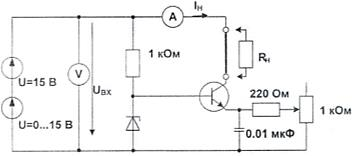 A
Iн
1 кОм
Rн
U=15 В
V
Uвх
220 Ом
1 кОм
U=0...15 В
0.01 мкФ